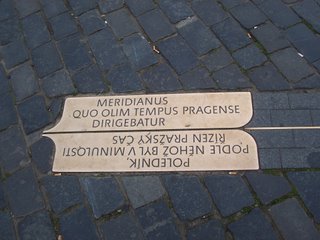 MERIDIANUS
QUO OLIM TEMPUS PRAGENSE
DIRIGEBATUR
POLEDNÍK,
PODLE NĚHOŽ BYL V MINULOSTI
ŘÍZEN PRAŽSKÝ ČAS